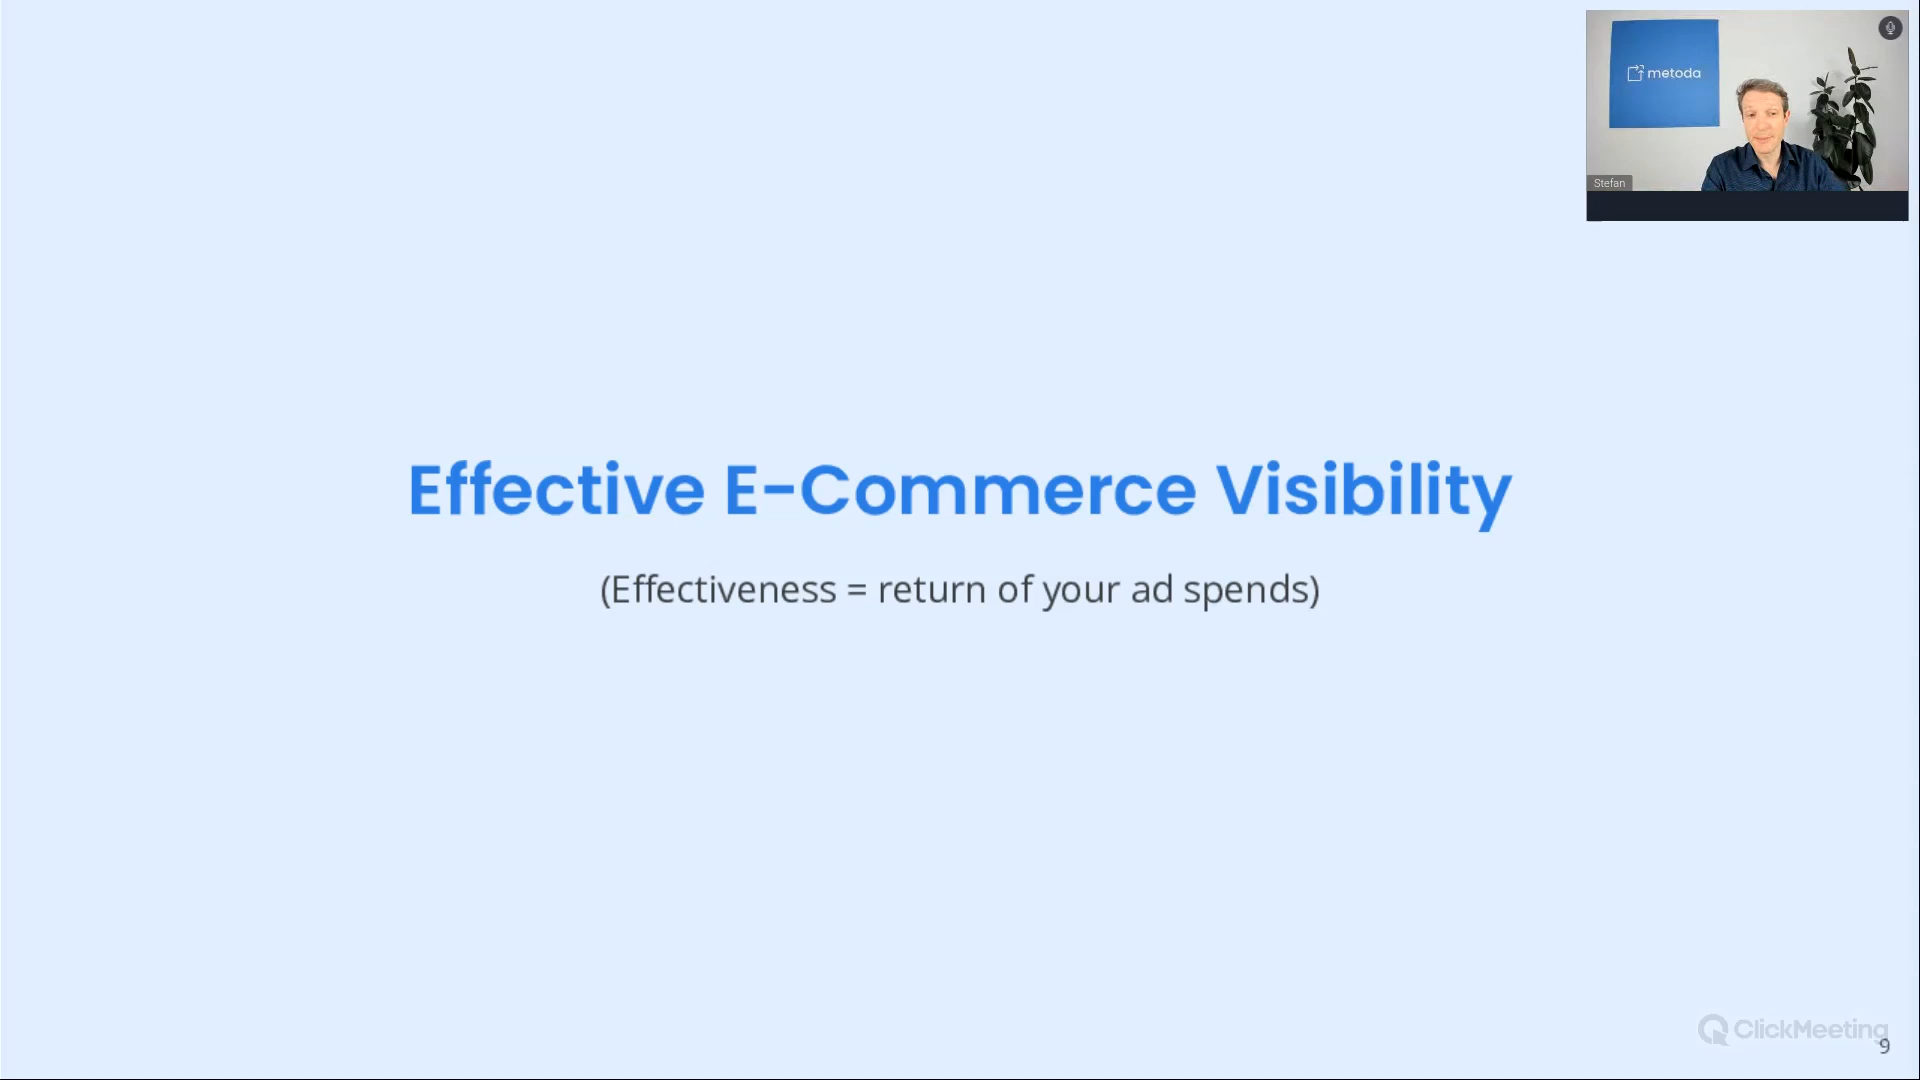 metoda
Stefan
Effective E-Commerce Visibility
(Effectiveness = return of your ad spends)
ClickMeeting
9